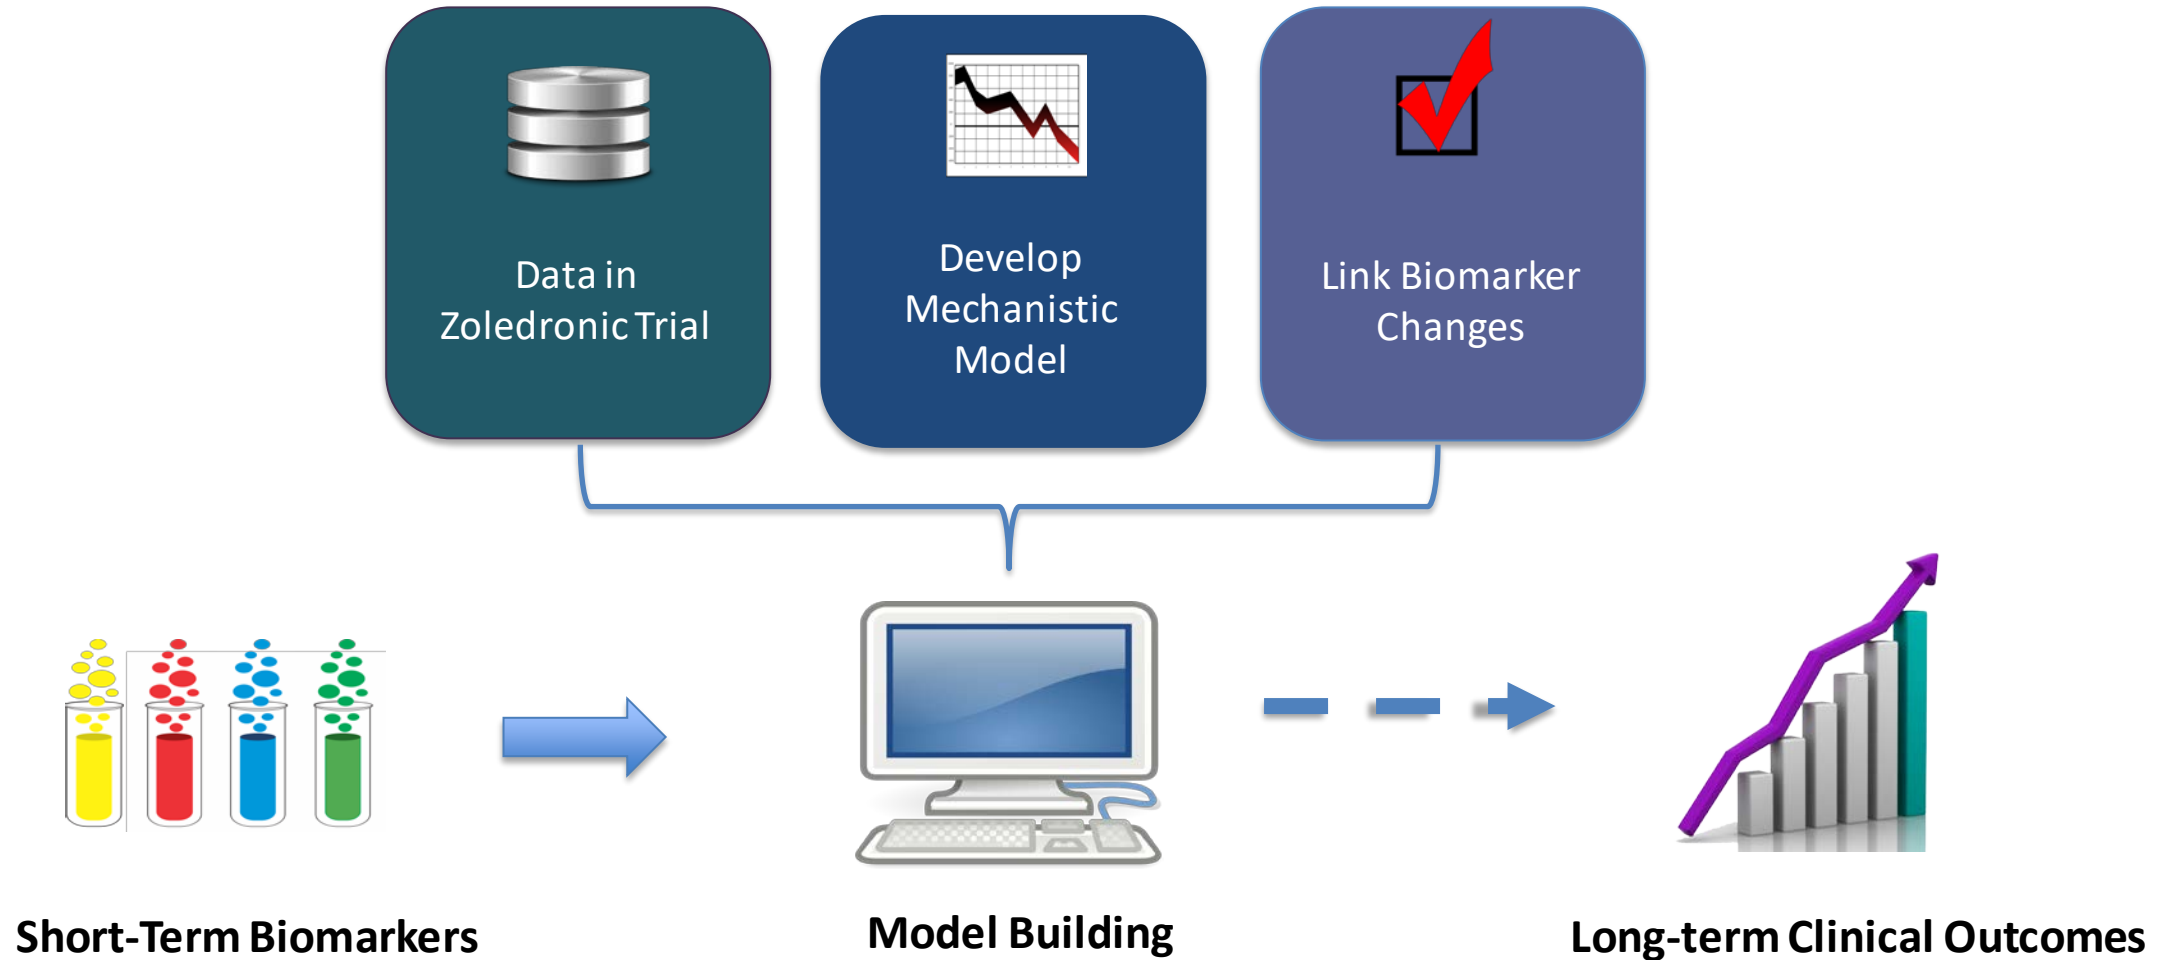 Data in
Zoledronic Trial
Develop
Mechanistic
Model
Link Biomarker
Changes
Short-Term Biomarkers
Model Building
Long-term Clinical Outcomes